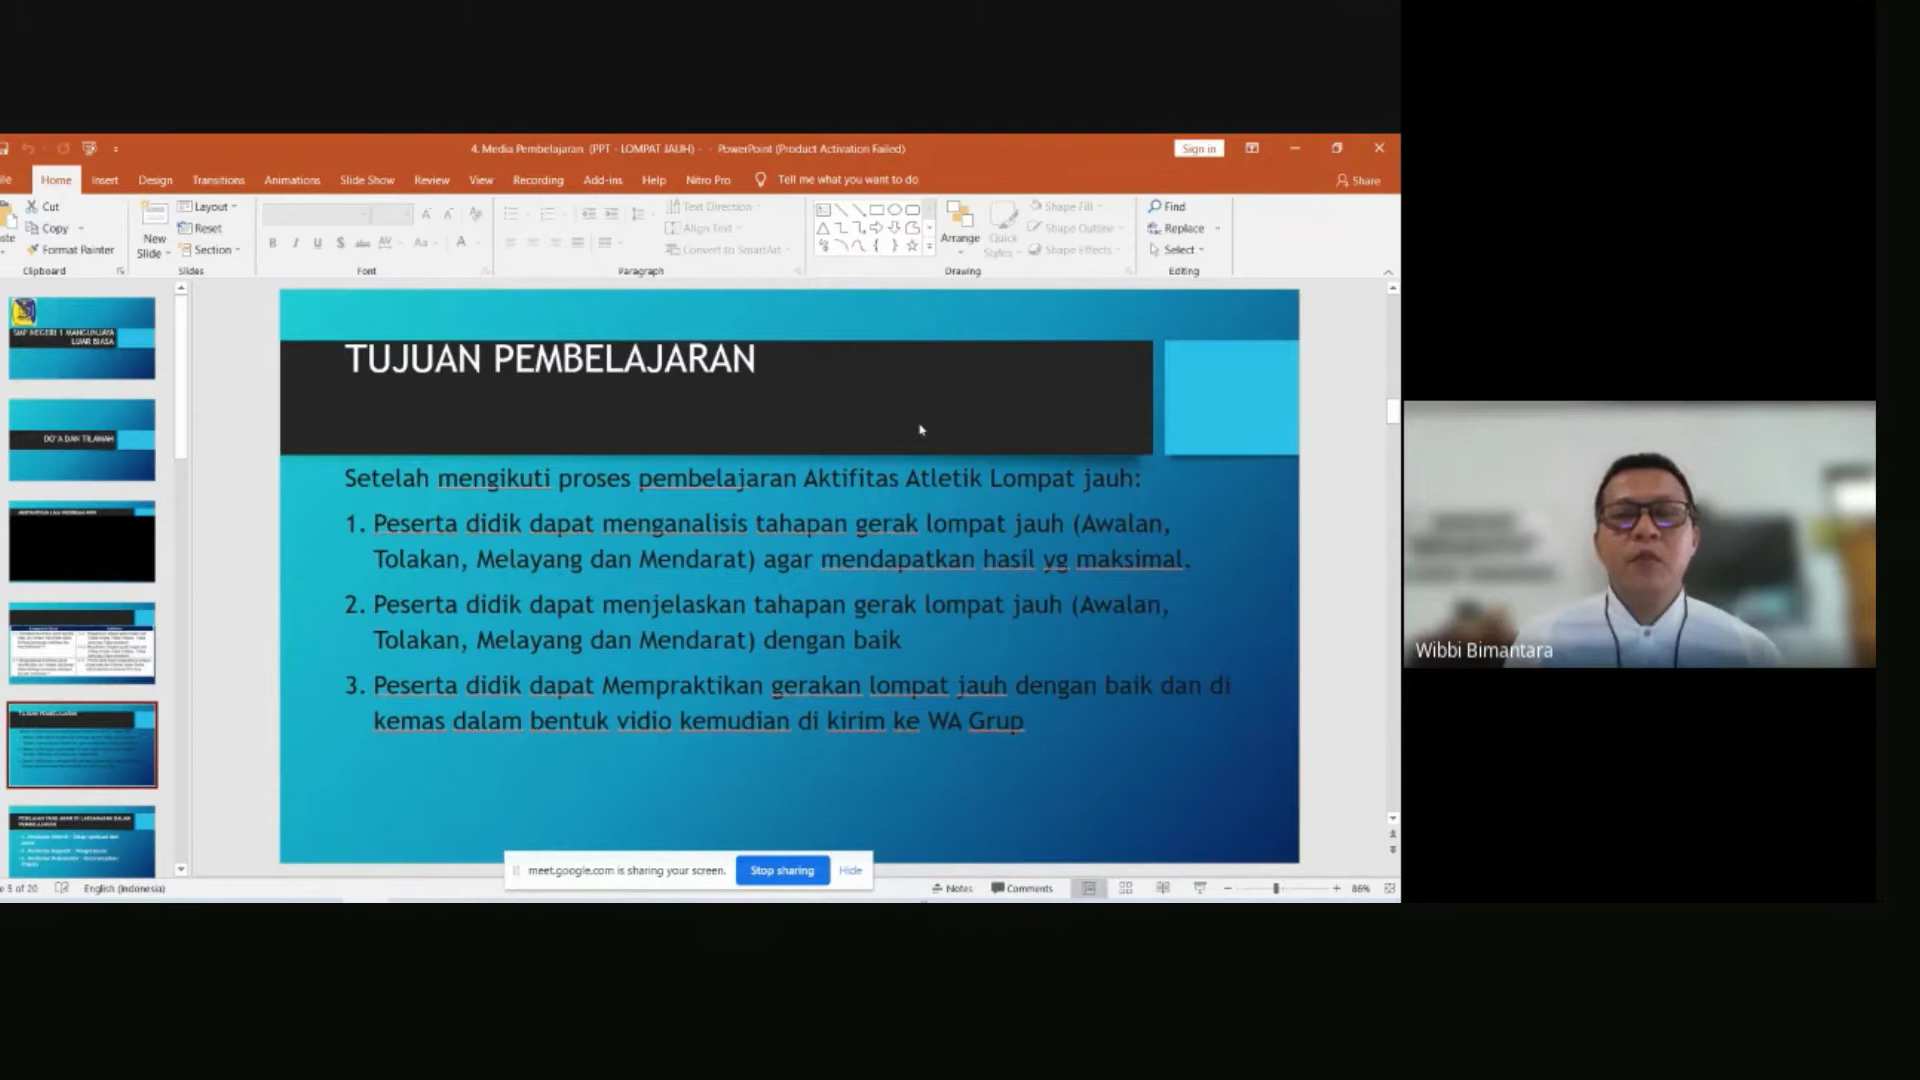 4. Media Pembelajaran (PPT - LOMPAT JAUH) - - PowerPoint (Product Activation Failed)
Sign in
Home Insert Design Transitions Animations Slide Show Review View Recording Add-ins Help Nitro Pro Tell me what you want to do
Share
Cut
Copy
Format Painter
Clipboard
New
Slide
Layout
Reset
Section
Slides
Font
Text Direction
Align Text
Convert to SmartArt
Paragraph
Arrange
Quick
Styles
Shape Fill
Shape Outline
Shape Effects
Drawing
Find
Replace
Select
Editing
SMP NEGERI 1 MANGUNJAYA
LUAR BIASA
DO'A DAN TILAWAH
TUJUAN PEMBELAJARAN
Setelah mengikuti proses pembelajaran Aktifitas Atletik Lompat jauh:
1. Peserta didik dapat menganalisis tahapan gerak lompat jauh (Awalan,
Tolakan, Melayang dan Mendarat) agar mendapatkan hasil yg maksimal.
2. Peserta didik dapat menjelaskan tahapan gerak lompat jauh (Awalan,
Tolakan, Melayang dan Mendarat) dengan baik
3. Peserta didik dapat Mempraktikan gerakan lompat jauh dengan baik dan di
kemas dalam bentuk vidio kemudian di kirim ke WA Grup
meet.google.com is sharing your screen.
Stop sharing
Hide
5 of 20
English (Indonesia)
Notes
Comments
86%
Wibbi Bimantara